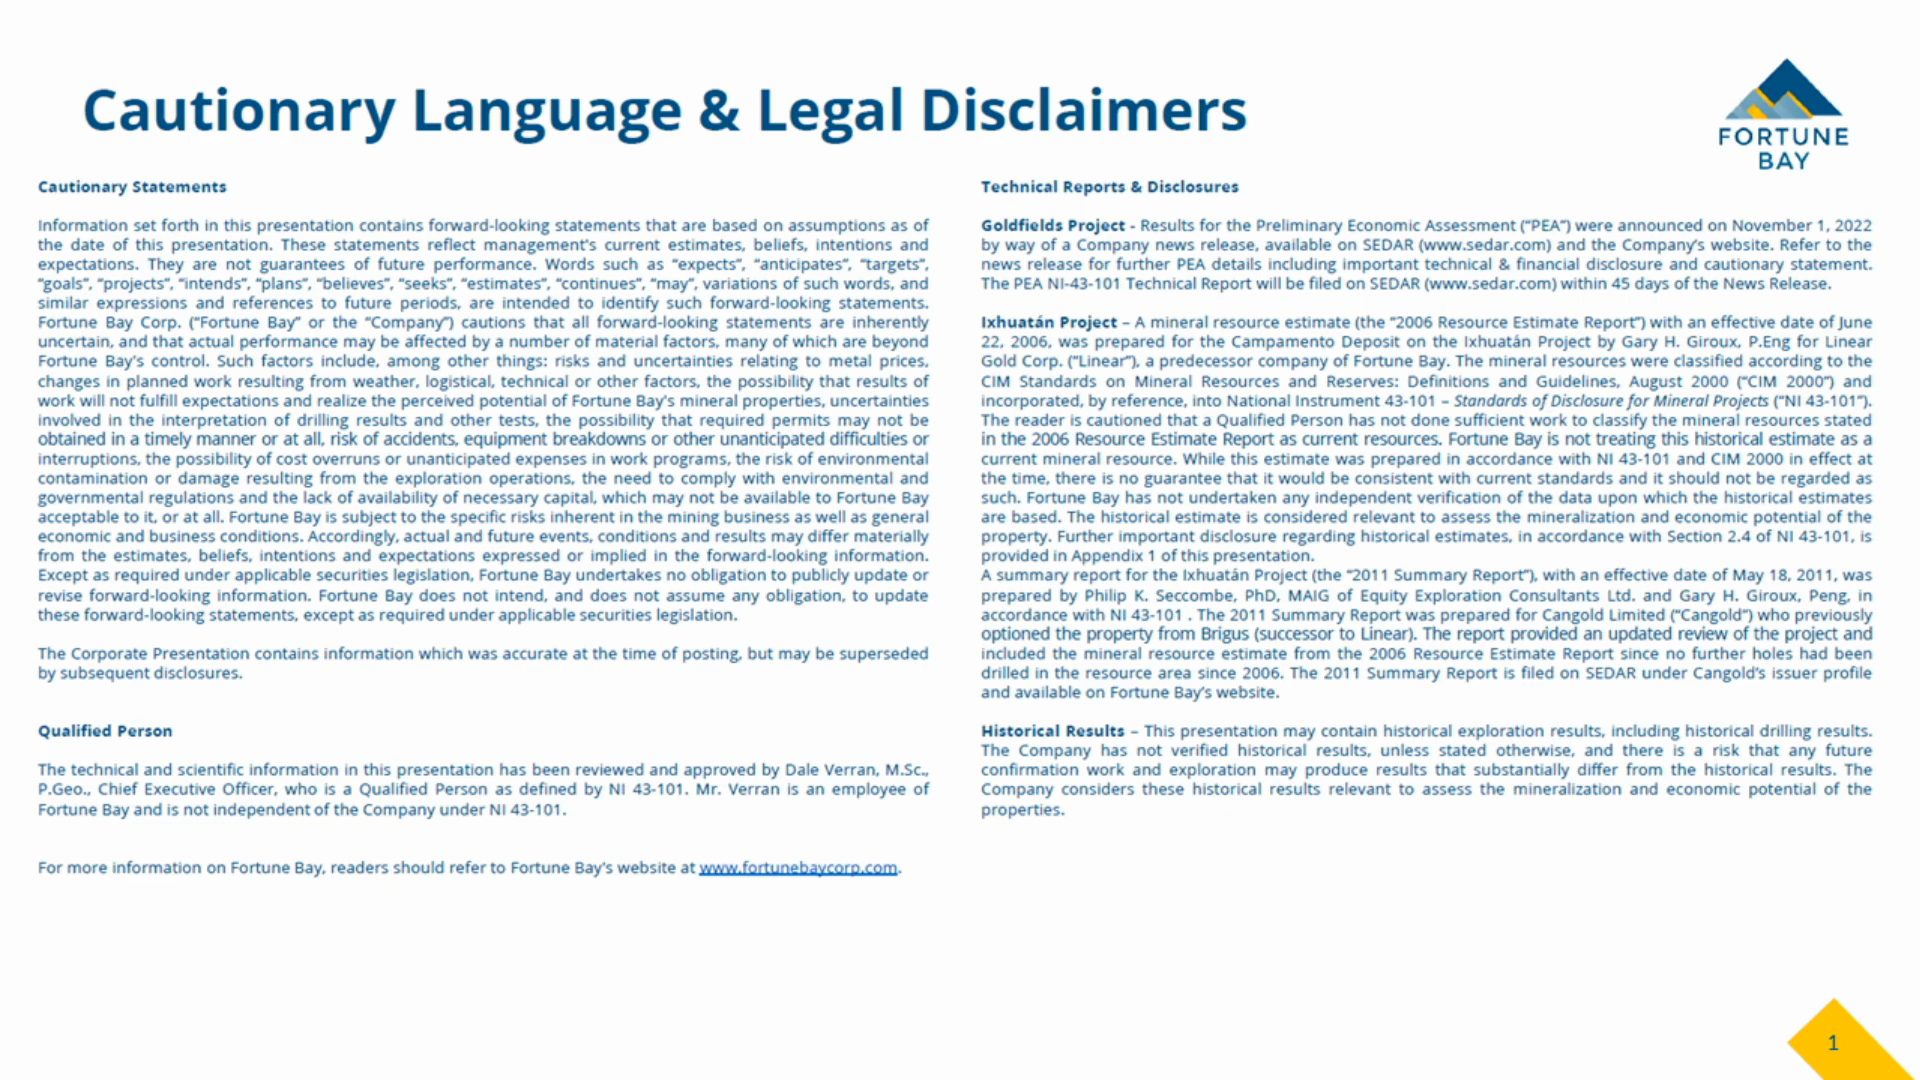 Cautionary Language & Legal Disclaimers
FORTUNE
BAY
Cautionary Statements
Information set forth in this presentation contains forward-looking statements that are based on assumptions as of
the date of this presentation. These statements reflect management's current estimates, beliefs, intentions and
expectations. They are not guarantees of future performance. Words such as “expects”, “anticipates”, “targets”,
“goals”, “projects”, “intends”, “plans”, “believes”, “seeks”, “estimates”, “continues”, “may”, variations of such words, and
similar expressions and references to future periods, are intended to identify such forward-looking statements.
Fortune Bay Corp. (“Fortune Bay” or the “Company”) cautions that all forward-looking statements are inherently
uncertain, and that actual performance may be affected by a number of material factors, many of which are beyond
Fortune Bay's control. Such factors include, among other things: risks and uncertainties relating to metal prices,
changes in planned work resulting from weather, logistical, technical or other factors, the possibility that results of
work will not fulfill expectations and realize the perceived potential of Fortune Bay's mineral properties, uncertainties
involved in the interpretation of drilling results and other tests, the possibility that required permits may not be
obtained in a timely manner or at all, risk of accidents, equipment breakdowns or other unanticipated difficulties or
interruptions, the possibility of cost overruns or unanticipated expenses in work programs, the risk of environmental
contamination or damage resulting from the exploration operations, the need to comply with environmental and
governmental regulations and the lack of availability of necessary capital, which may not be available to Fortune Bay
acceptable to it, or at all. Fortune Bay is subject to the specific risks inherent in the mining business as well as general
economic and business conditions. Accordingly, actual and future events, conditions and results may differ materially
from the estimates, beliefs, intentions and expectations expressed or implied in the forward-looking information.
Except as required under applicable securities legislation, Fortune Bay undertakes no obligation to publicly update or
revise forward-looking information. Fortune Bay does not intend, and does not assume any obligation, to update
these forward-looking statements, except as required under applicable securities legislation.
The Corporate Presentation contains information which was accurate at the time of posting, but may be superseded
by subsequent disclosures.
Qualified Person
The technical and scientific information in this presentation has been reviewed and approved by Dale Verran, M.Sc.,
P.Geo., Chief Executive Officer, who is a Qualified Person as defined by NI 43-101. Mr. Verran is an employee of
Fortune Bay and is not independent of the Company under NI 43-101.
For more information on Fortune Bay, readers should refer to Fortune Bay's website at www.fortunebaycorp.com.
Technical Reports & Disclosures
Goldfields Project - Results for the Preliminary Economic Assessment (“PEA”) were announced on November 1, 2022
by way of a Company news release, available on SEDAR (www.sedar.com) and the Company's website. Refer to the
news release for further PEA details including important technical & financial disclosure and cautionary statement.
The PEA NI-43-101 Technical Report will be filed on SEDAR (www.sedar.com) within 45 days of the News Release.
Ixhuatán Project – A mineral resource estimate (the “2006 Resource Estimate Report”) with an effective date of June
22, 2006, was prepared for the Campamento Deposit on the Ixhuatán Project by Gary H. Giroux, P.Eng for Linear
Gold Corp. (“Linear”), a predecessor company of Fortune Bay. The mineral resources were classified according to the
CIM Standards on Mineral Resources and Reserves: Definitions and Guidelines, August 2000 (“CIM 2000”) and
incorporated, by reference, into National Instrument 43-101 – Standards of Disclosure for Mineral Projects (“NI 43-101”).
The reader is cautioned that a Qualified Person has not done sufficient work to classify the mineral resources stated
in the 2006 Resource Estimate Report as current resources. Fortune Bay is not treating this historical estimate as a
current mineral resource. While this estimate was prepared in accordance with NI 43-101 and CIM 2000 in effect at
the time, there is no guarantee that it would be consistent with current standards and it should not be regarded as
such. Fortune Bay has not undertaken any independent verification of the data upon which the historical estimates
are based. The historical estimate is considered relevant to assess the mineralization and economic potential of the
property. Further important disclosure regarding historical estimates, in accordance with Section 2.4 of NI 43-101, is
provided in Appendix 1 of this presentation.
A summary report for the Ixhuatán Project (the “2011 Summary Report”), with an effective date of May 18, 2011, was
prepared by Philip K. Seccombe, PhD, MAIG of Equity Exploration Consultants Ltd. and Gary H. Giroux, Peng, in
accordance with NI 43-101 . The 2011 Summary Report was prepared for Cangold Limited (“Cangold”) who previously
optioned the property from Brigus (successor to Linear). The report provided an updated review of the project and
included the mineral resource estimate from the 2006 Resource Estimate Report since no further holes had been
drilled in the resource area since 2006. The 2011 Summary Report is filed on SEDAR under Cangold's issuer profile
and available on Fortune Bay's website.
Historical Results – This presentation may contain historical exploration results, including historical drilling results.
The Company has not verified historical results, unless stated otherwise, and there is a risk that any future
confirmation work and exploration may produce results that substantially differ from the historical results. The
Company considers these historical results relevant to assess the mineralization and economic potential of the
properties.
1